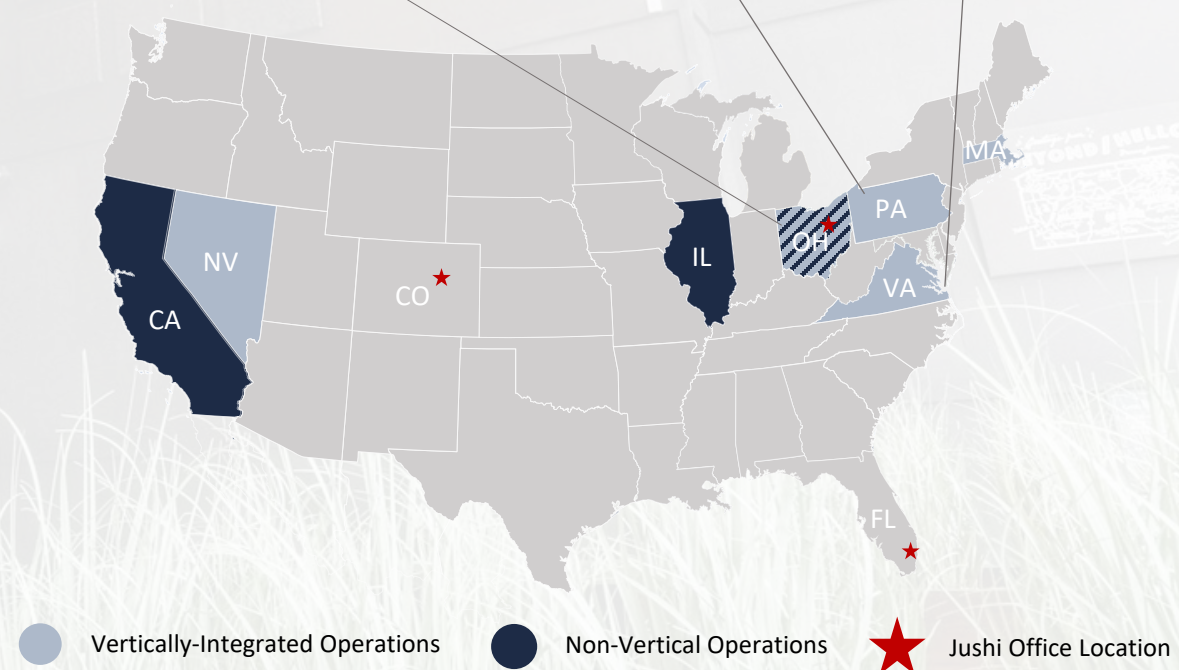 MA
PA
OH
NV
IL
VA
CO
CA
FL
Vertically-Integrated Operations
Non-Vertical Operations
Jushi Office Location